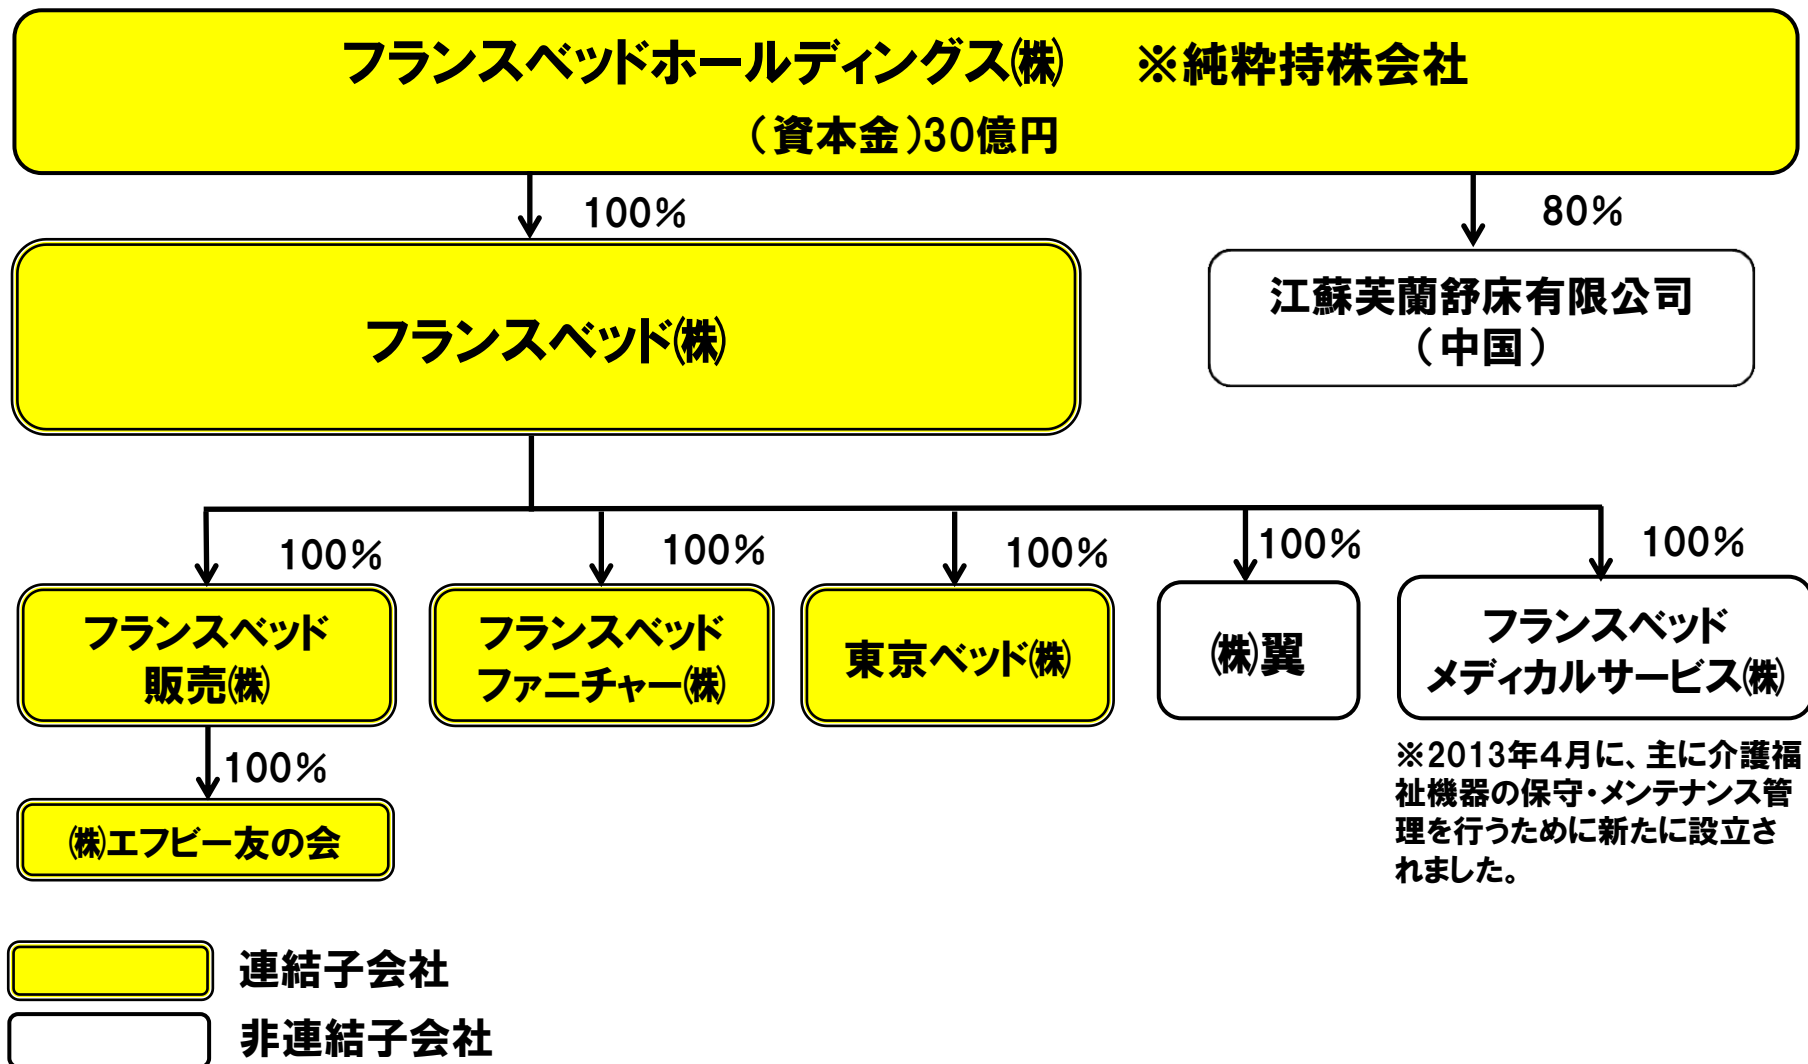 フランスベッドホールディングス㈱　※純粋持株会社
（資本金）30億円
100%
80%
フランスベッド㈱
江蘇芙蘭舒床有限公司
（中国）
100%
100%
100%
100%
100%
フランスベッド
販売㈱
フランスベッド
ファニチャー㈱
東京ベッド㈱
㈱翼
フランスベッド
メディカルサービス㈱
100%
㈱エフビー友の会
※2013年4月に、主に介護福
祉機器の保守・メンテナンス管
理を行うために新たに設立さ
れました。
連結子会社
非連結子会社